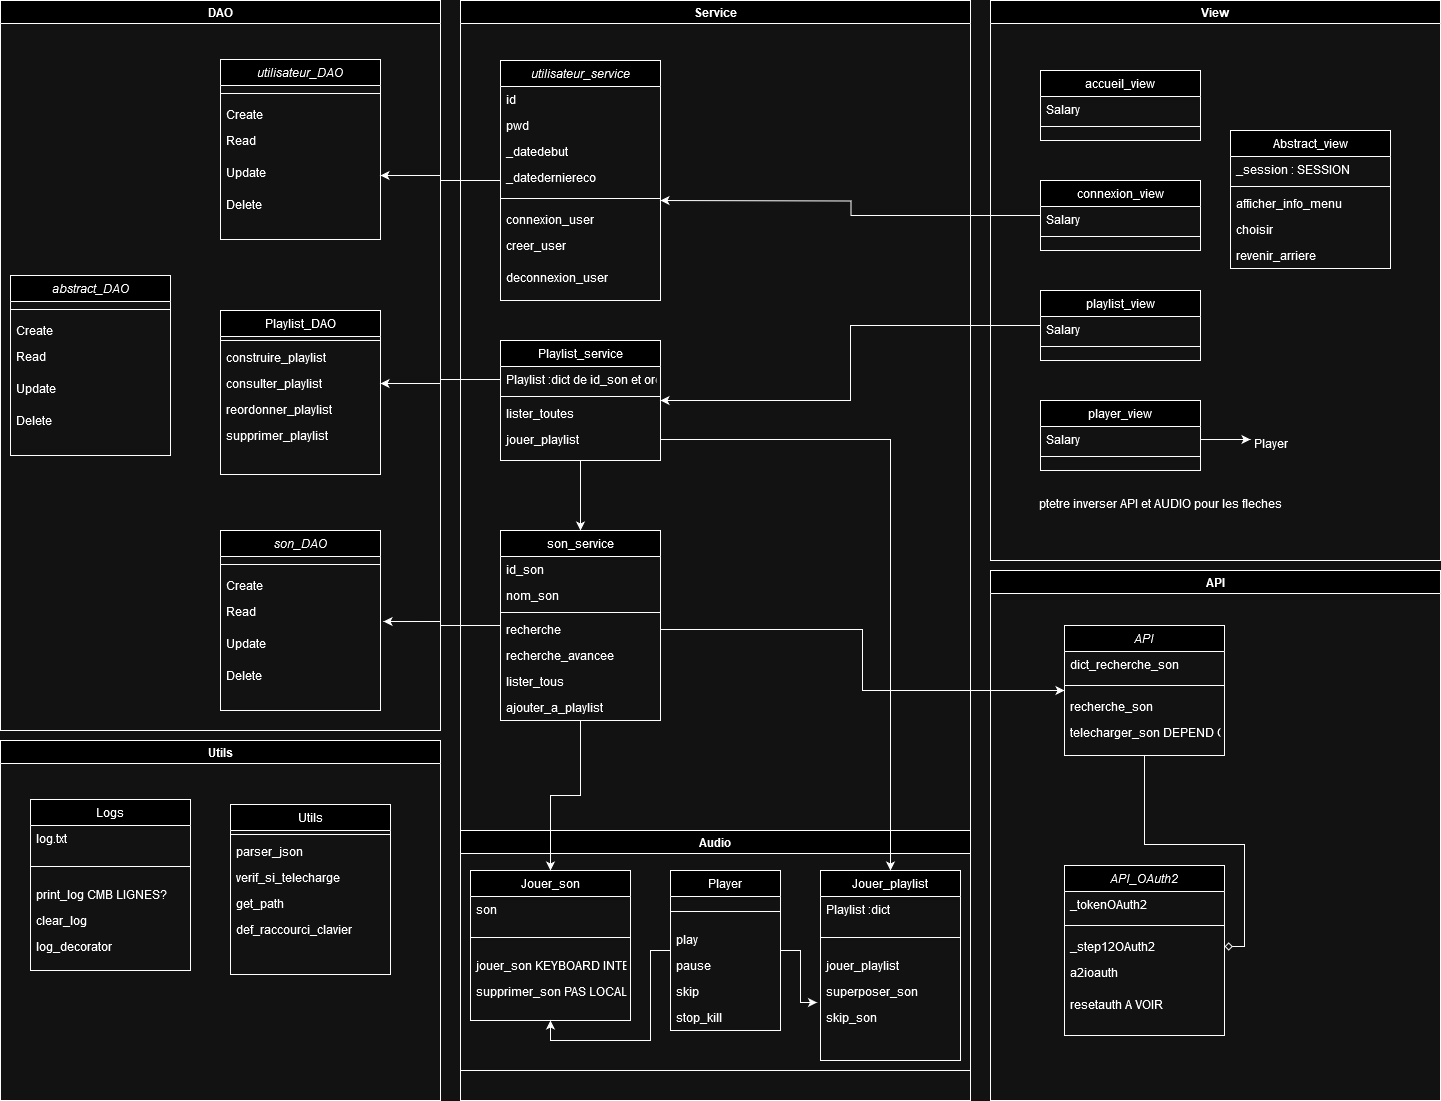 DAO
utilisateur_DAO
Create
Read
Update
Delete
abstract_DAO
Create
Read
Update
Delete
Playlist_DAO
construire_playlist
consulter_playlist
reordonner_playlist
supprimer_playlist
son_DAO
Create
Read
Update
Delete
Utils
Logs
log.txt
print_log CMB LIGNES?
clear_log
log_decorator
Utils
parser_json
verif_si_telecharge
get_path
def_raccourci_clavier
Service
utilisateur_service
id
pwd
_datedebut
_datederniereco
connexion_user
creer_user
deconnexion_user
Playlist_service
Playlist :dict de id_son et
lister_toutes
jouer_playlist
son_service
id_son
nom_son
recherche
recherche_avancee
lister_tous
ajouter_a_playlist
Audio
Jouer_son
son
jouer_son KEYBOARD
supprimer_son PAS LOCAL
Player
play
pause
skip
stop_kill
Jouer_playlist
Playlist :dict
jouer_playlist
superposer_son
skip_son
View
accueil_view
Salary
Abstract_view
_session : SESSION
afficher_info_menu
choisir
revenir_arriere
connexion_view
Salary
playlist_view
Salary
player_view
Salary
Player
ptetre inverser API et AUDIO pour les fleches
API
API
dict_recherche_son
recherche_son
telecharger_son DEPEND
API_OAuth2
_tokenOAuth2
_step12OAuth2
a2ioauth
resetauth A VOIR